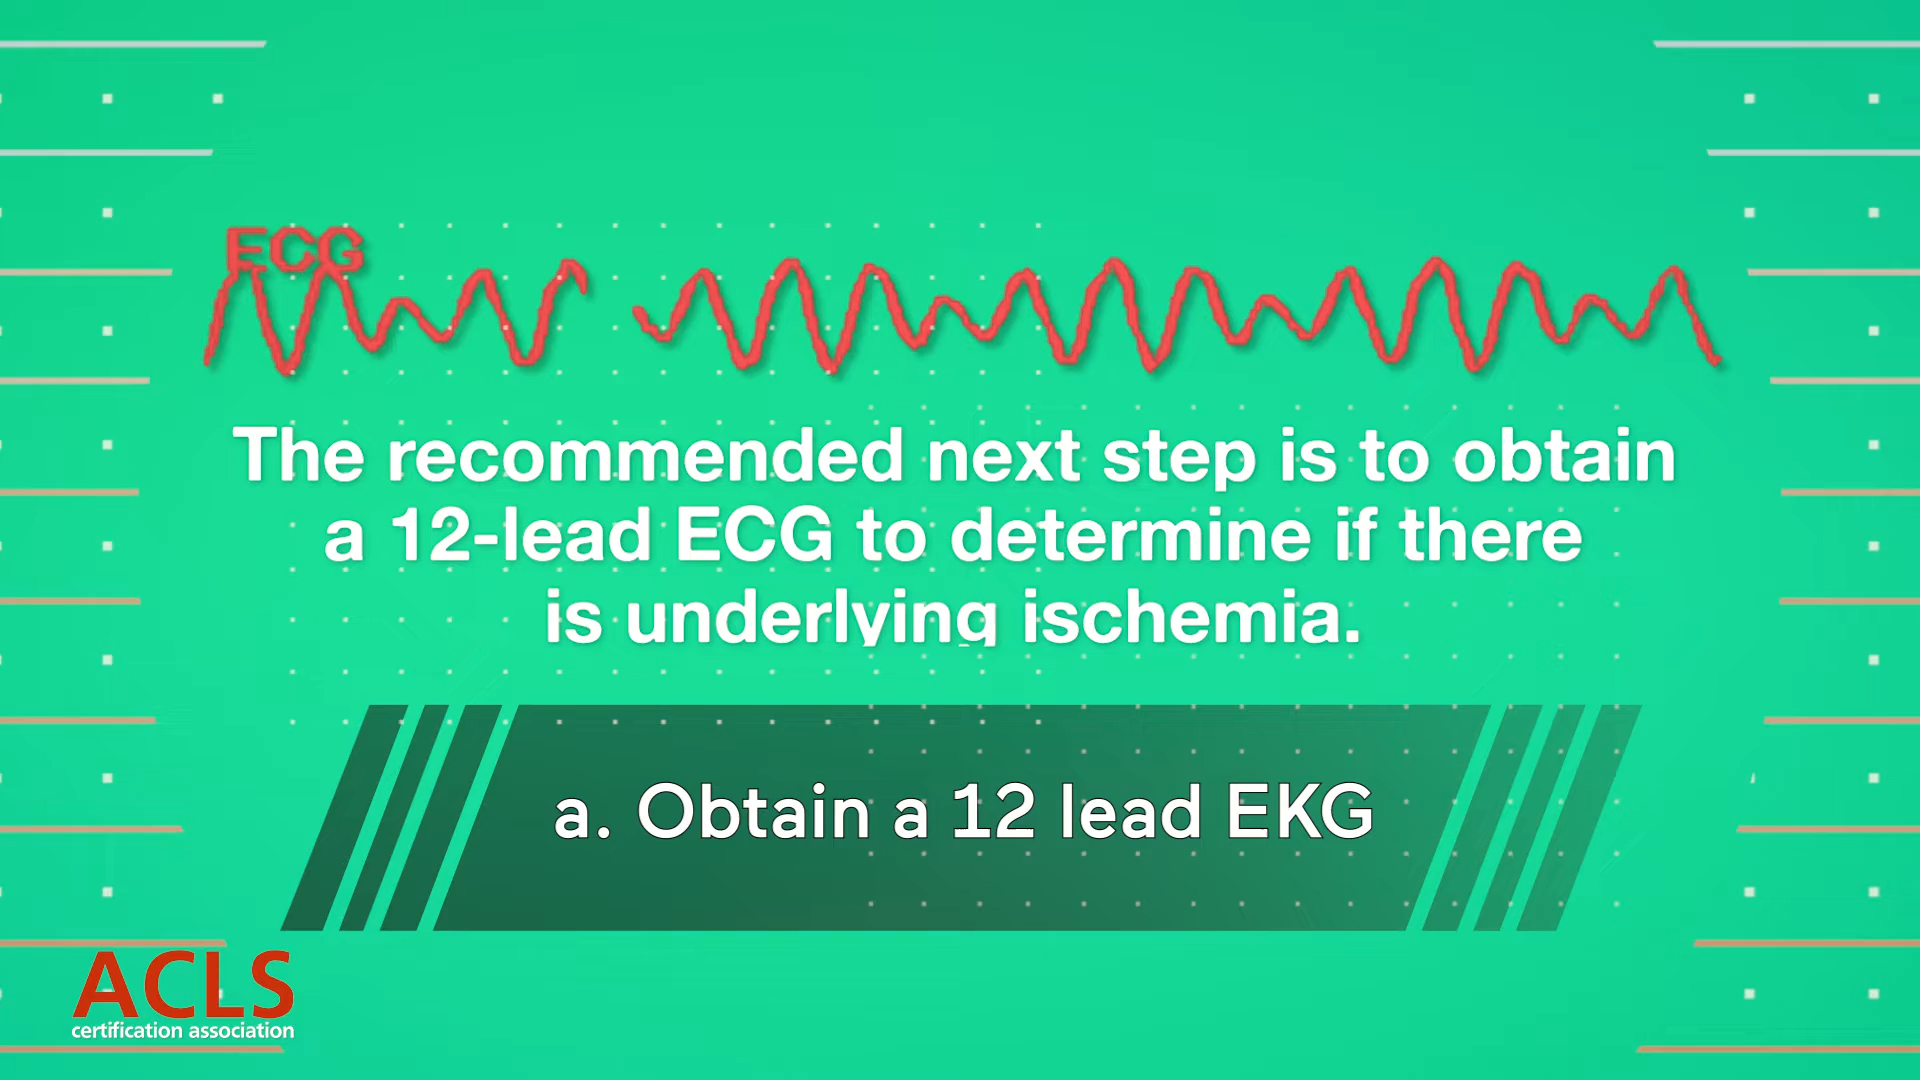 ECG
The recommended next step is to obtain
a 12-lead ECG to determine if there
is underlying ischemia.
a. Obtain a 12 lead EKG
ACLS
certification association